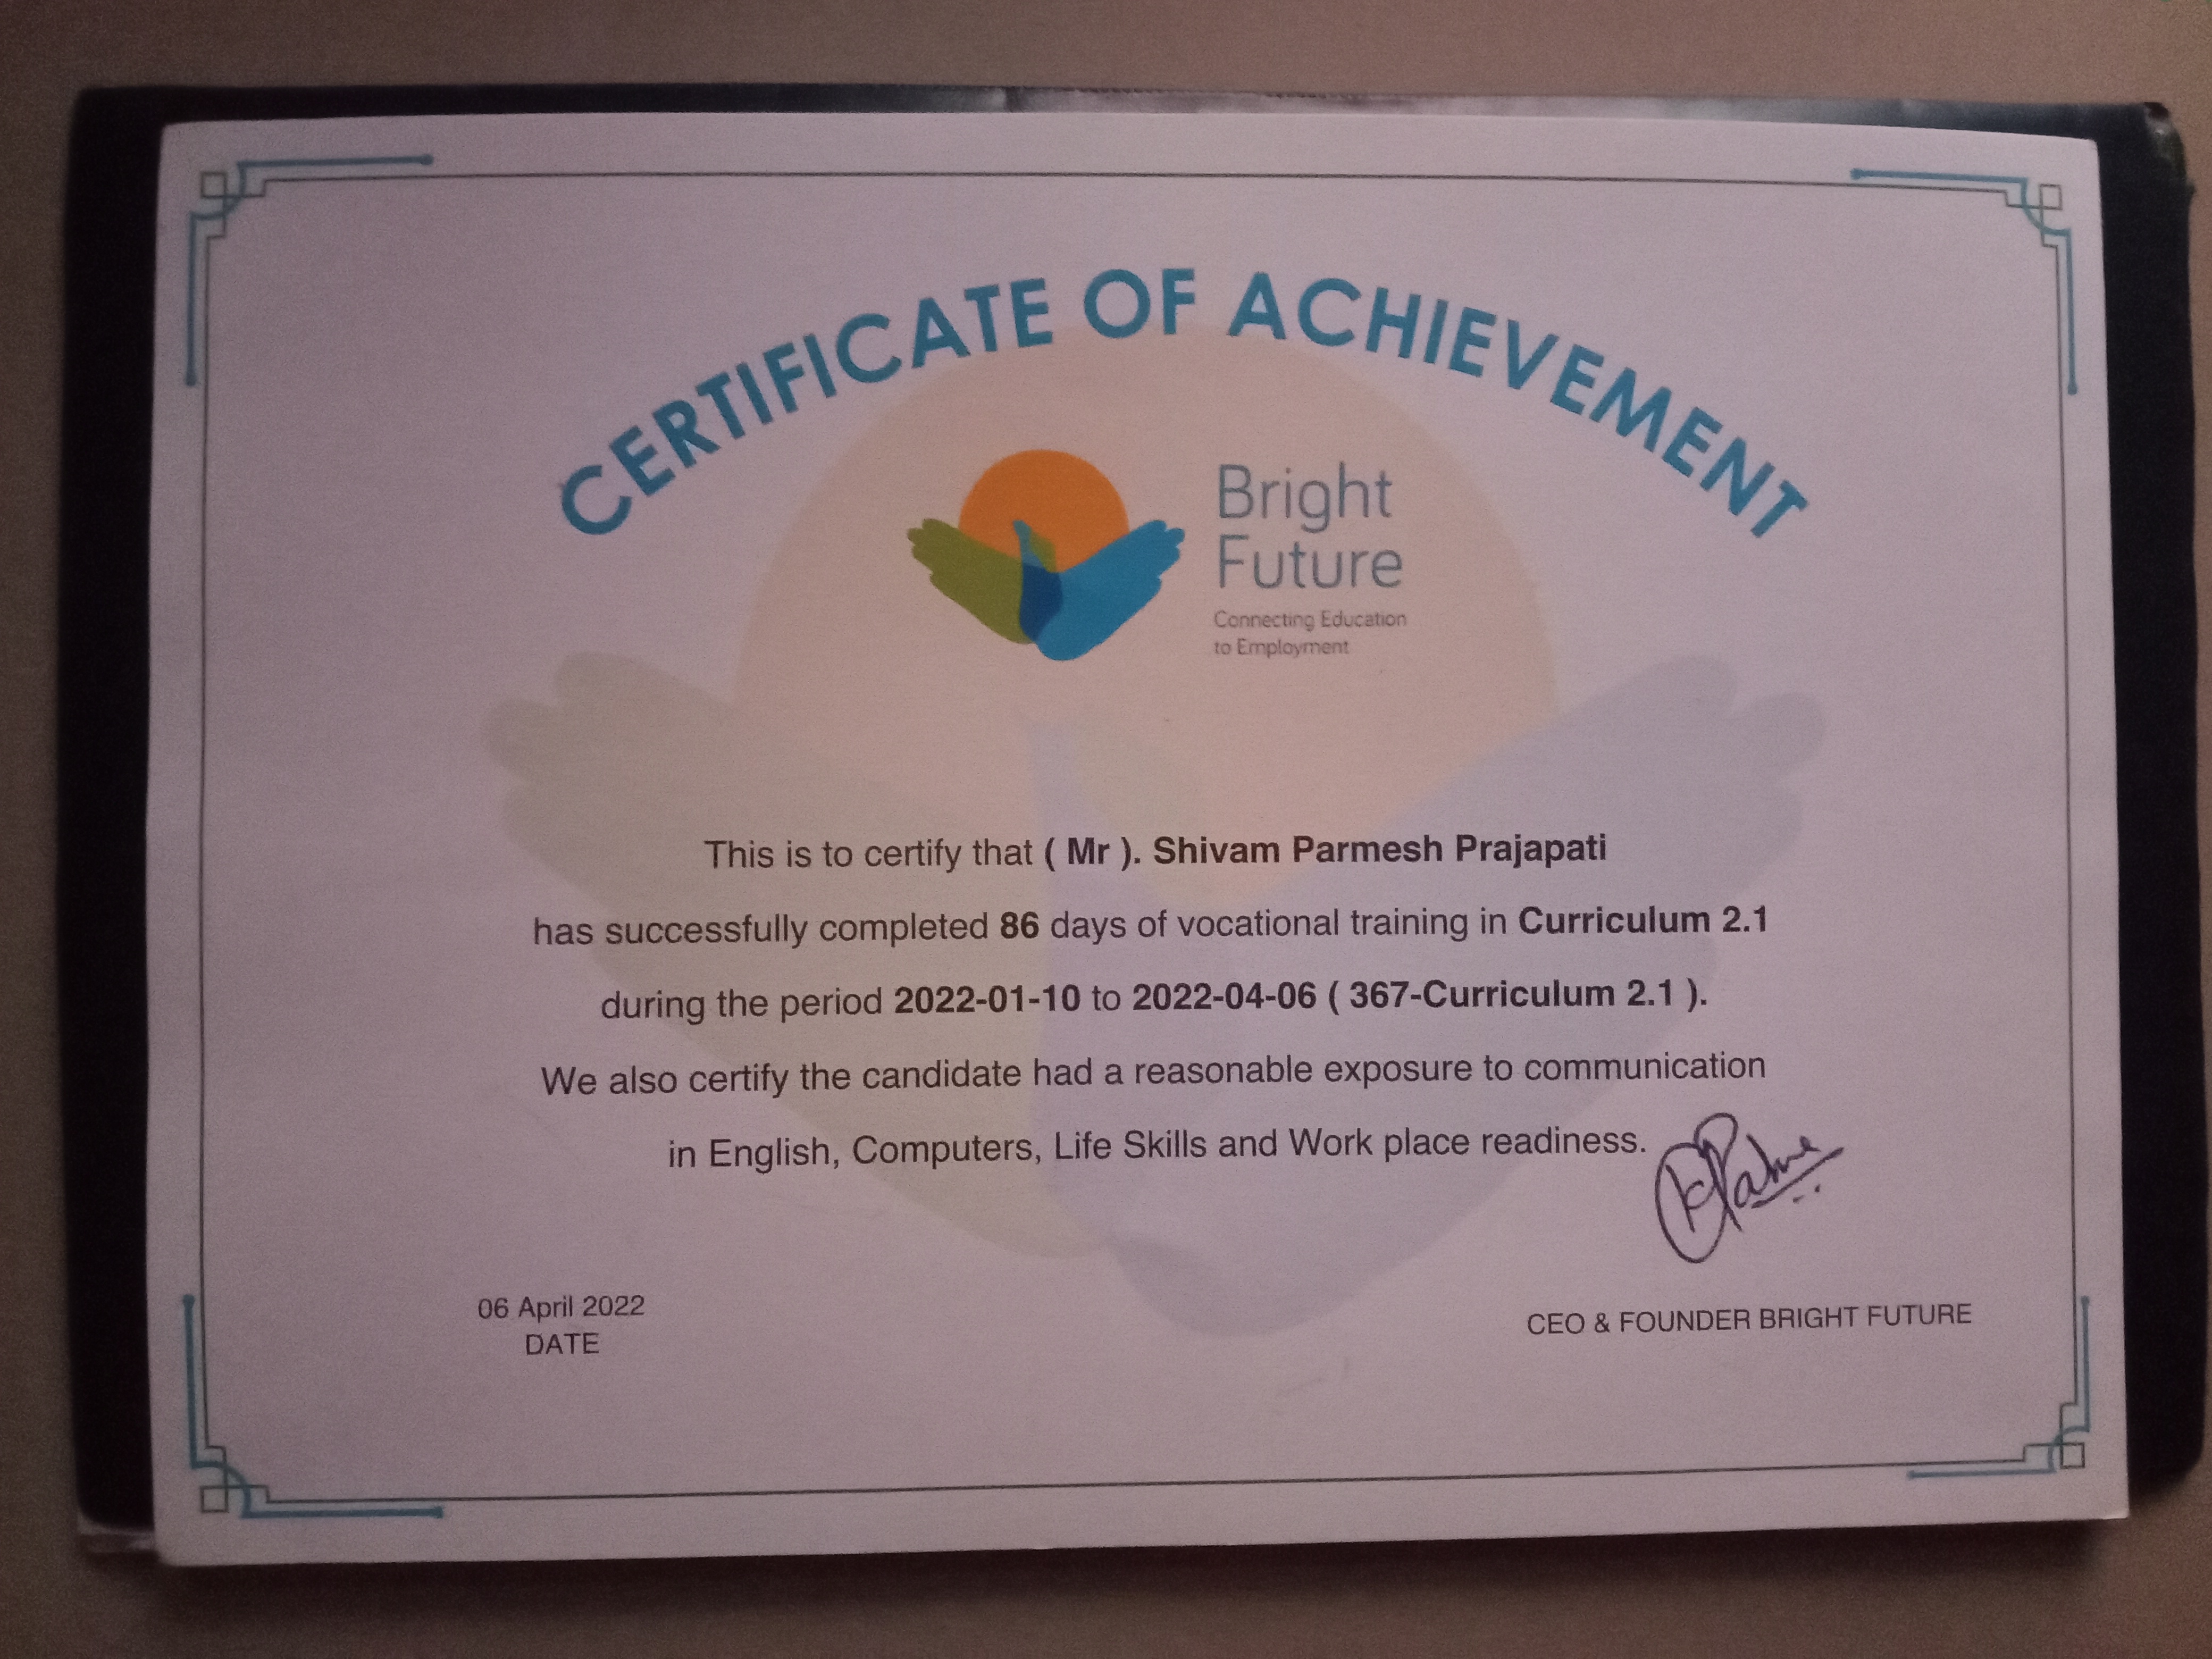 CERTIFICATE OF ACHIEVEMENT
Bright
Future
Connecting Education
to Employment
This is to certify that ( Mr ). Shivam Parmesh Prajapati
has successfully completed 86 days of vocational training in Curriculum 2.1
during the period 2022-01-10 to 2022-04-06 ( 367-Curriculum 2.1 ).
We also certify the candidate had a reasonable exposure to communication
in English, Computers, Life Skills and Work place readiness.
06 April 2022
DATE
CEO & FOUNDER BRIGHT FUTURE